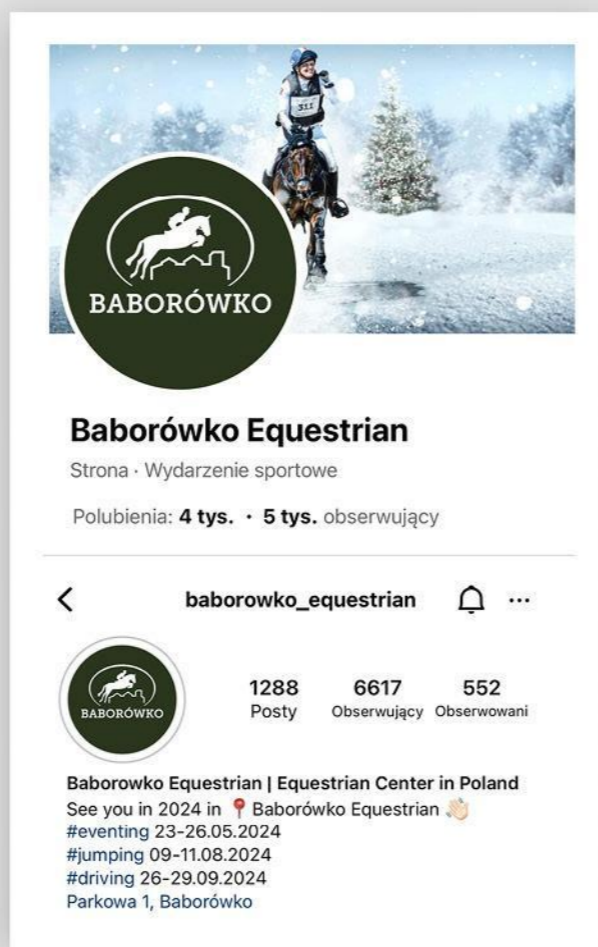 311
BABORÓWKO
Baborówko Equestrian
Strona · Wydarzenie sportowe
Polubienia: 4 tys. · 5 tys. obserwujący
baborowko_equestrian
BABORÓWKO
1288 6617 552
Posty Obserwujący Obserwowani
Baborowko Equestrian | Equestrian Center in Poland
See you in 2024 in 📍 Baborówko Equestrian 👏🏻
#eventing 23-26.05.2024
#jumping 09-11.08.2024
#driving 26-29.09.2024
Parkowa 1, Baborówko